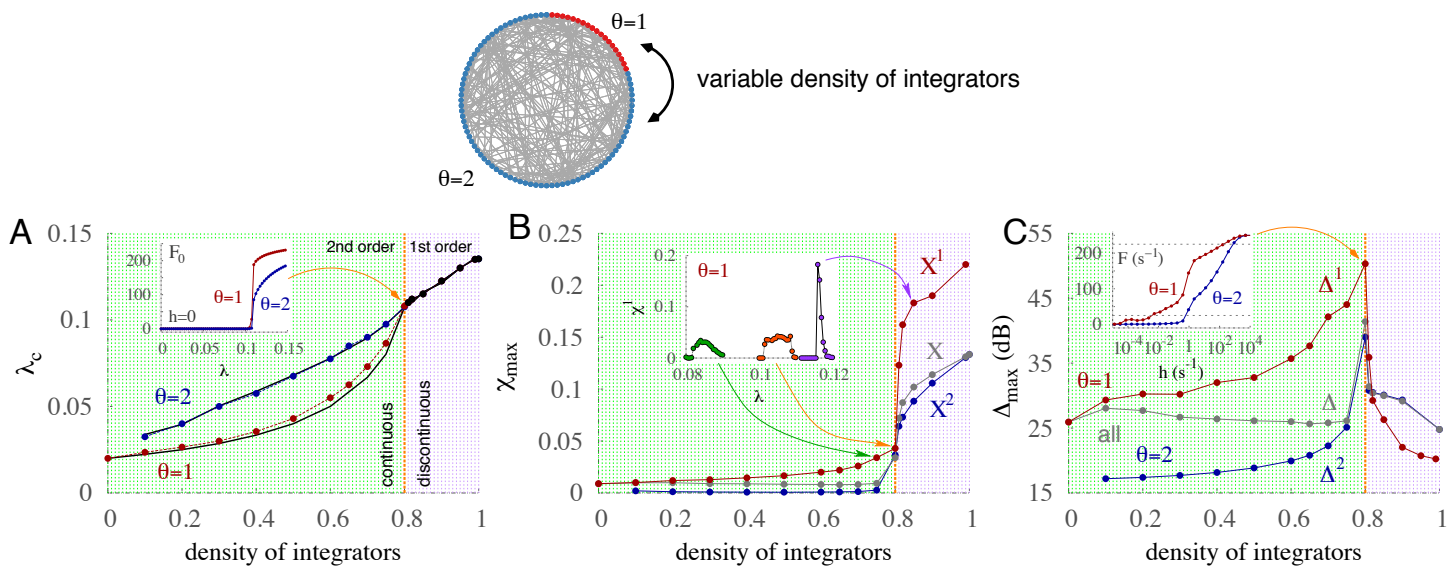 θ=1
variable density of integrators
θ=2
A
0.15
0.1
0.05
0
λc
F0
200
100
0
θ=1
θ=2
h=0
0
0.05
0.1
0.15
λ
2nd order
1st order
θ=2
θ=1
continuous
discontinuous
0 0.2 0.4 0.6 0.8 1
density of integrators
B
0.25
0.2
0.15
0.1
0.05
0
χmax
0.2
0.1
0
χ1
θ=1
0.08
0.1
0.12
λ
X1
X
X2
0 0.2 0.4 0.6 0.8 1
density of integrators
C
55
45
35
25
15
Δmax (dB)
F (s−1)
200
100
0
θ=1
θ=2
10−4 10−2 1 102 104
h (s−1)
Δ1
θ=1
Δ
all
θ=2
Δ2
0 0.2 0.4 0.6 0.8 1
density of integrators